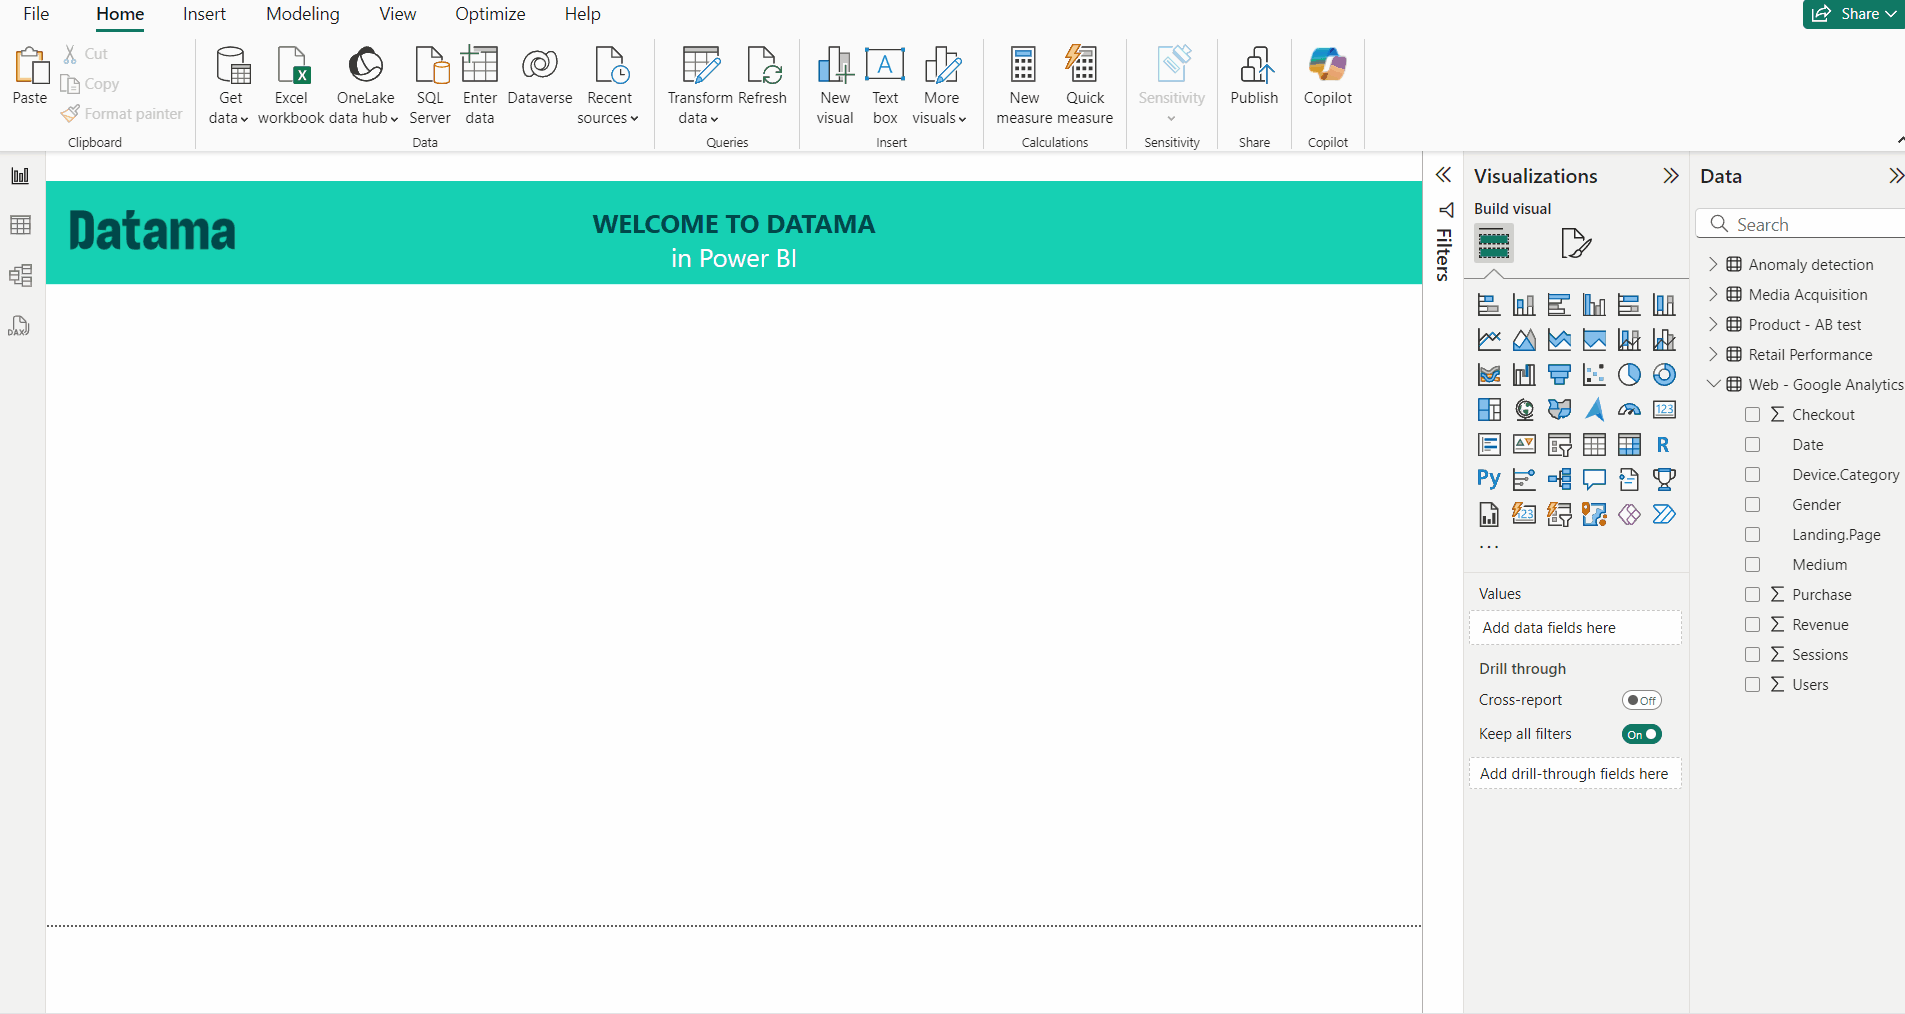 File Home Insert Modeling View Optimize Help
Share
Paste
Cut
Copy
Format painter
Clipboard
Get
data
Excel
workbook
OneLake
data hub
SQL
Server
Enter
data
Dataverse
Recent
sources
Data
Transform
data
Refresh
Queries
New
visual
Text
box
More
visuals
Insert
New
measure
Quick
measure
Calculations
Sensitivity
Sensitivity
Publish
Share
Copilot
Copilot
DAX
Datama
WELCOME TO DATAMA
in Power BI
Filters
Visualizations
Build visual
123
R
Py
123
...
Values
Add data fields here
Drill through
Cross-report
Off
Keep all filters
On
Add drill-through fields here
Data
Search
Anomaly detection
Media Acquisition
Product - AB test
Retail Performance
Web - Google Analytics
Checkout
Date
Device.Category
Gender
Landing.Page
Medium
Purchase
Revenue
Sessions
Users